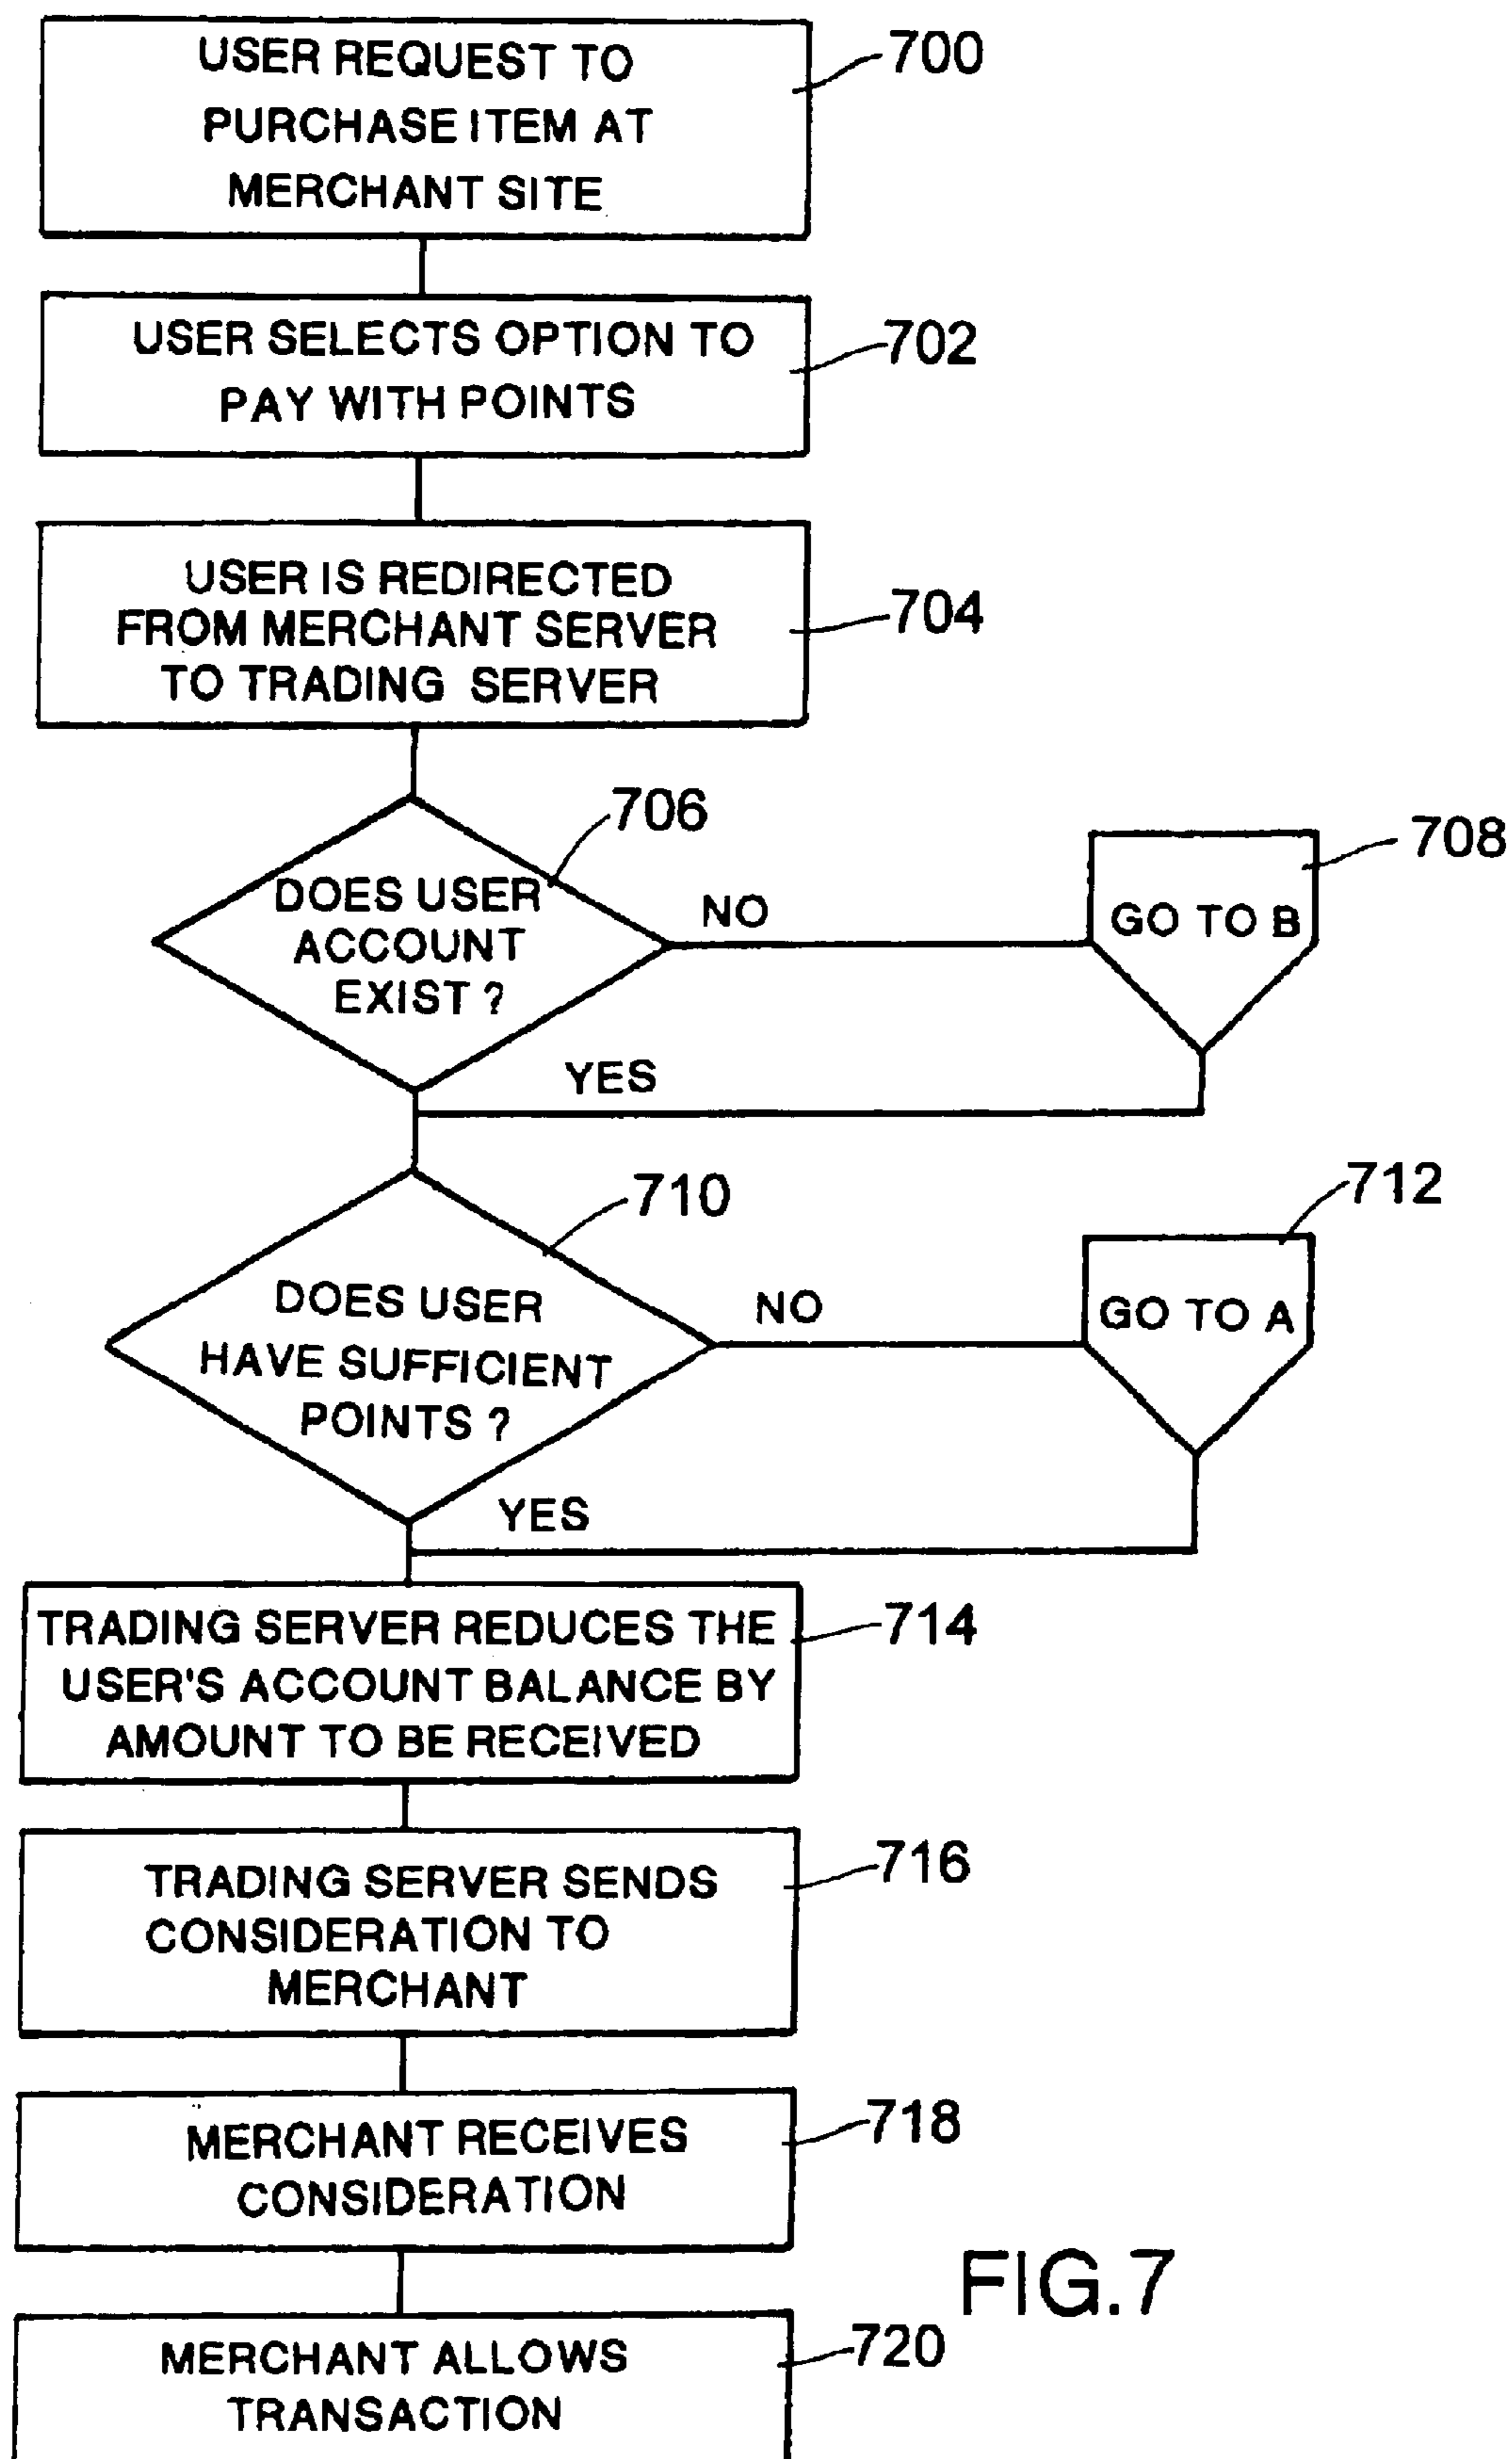 USER REQUEST TO
PURCHASE ITEM AT
MERCHANT SITE
700
USER SELECTS OPTION TO
PAY WITH POINTS
702
USER IS REDIRECTED
FROM MERCHANT SERVER
TO TRADING SERVER
704
706
DOES USER
ACCOUNT
EXIST ?
NO
708
GO TO B
YES
710
DOES USER
HAVE SUFFICIENT
POINTS ?
NO
712
GO TO A
YES
TRADING SERVER REDUCES THE
USER'S ACCOUNT BALANCE BY
AMOUNT TO BE RECEIVED
714
TRADING SERVER SENDS
CONSIDERATION TO
MERCHANT
716
MERCHANT RECEIVES
CONSIDERATION
718
FIG.7
MERCHANT ALLOWS
TRANSACTION
720